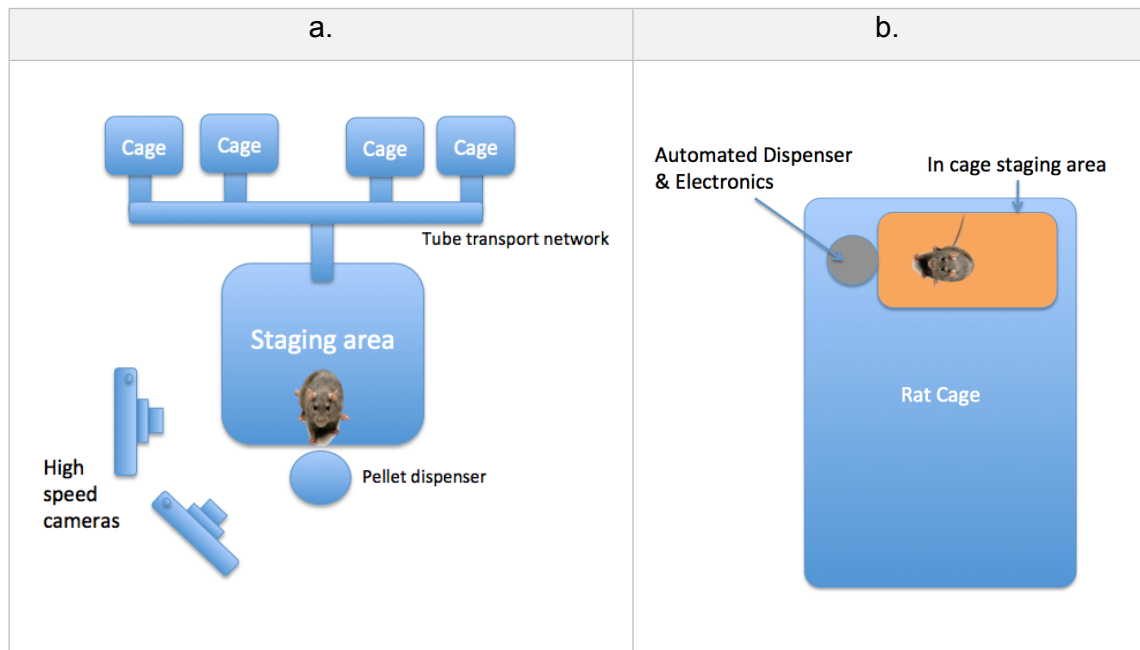 a.
b.
Cage
Cage
Cage
Cage
Tube transport network
Staging area
High
speed
cameras
Pellet dispenser
Automated Dispenser
& Electronics
In cage staging area
Rat Cage